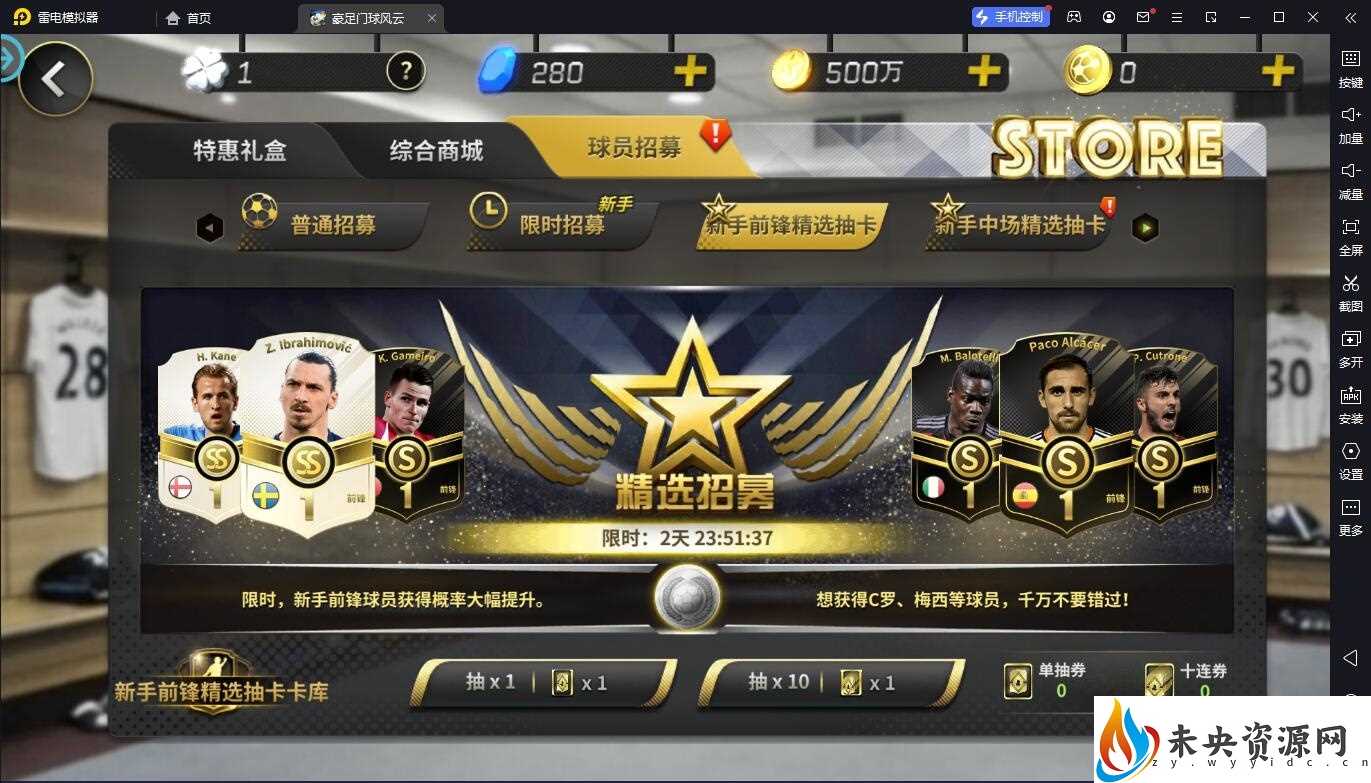 雷电模拟器
首页
豪足门球风云
手机控制
1
?
280
500万
0
特惠礼盒
综合商城
球员招募
!
STORE
普通招募
限时招募
新手
新手前锋精选抽卡
新手中场精选抽卡
!
28
30
H. Kane
SS
1
Z. Ibrahimović
SS
1
前锋
K. Gameiro
S
1
前锋
精选招募
限时：2天 23:51:37
M. Balotelli
S
1
Paco Alcácer
S
1
前锋
P. Cutrone
S
1
前锋
限时，新手前锋球员获得概率大幅提升。
想获得C罗、梅西等球员，千万不要错过！
新手前锋精选抽卡卡库
抽 x 1
x 1
抽 x 10
x 1
单抽券
0
十连券
0
按键
加量
减量
全屏
截图
多开
APK
安装
设置
更多
未央资源网
zy.wyyidc.cn